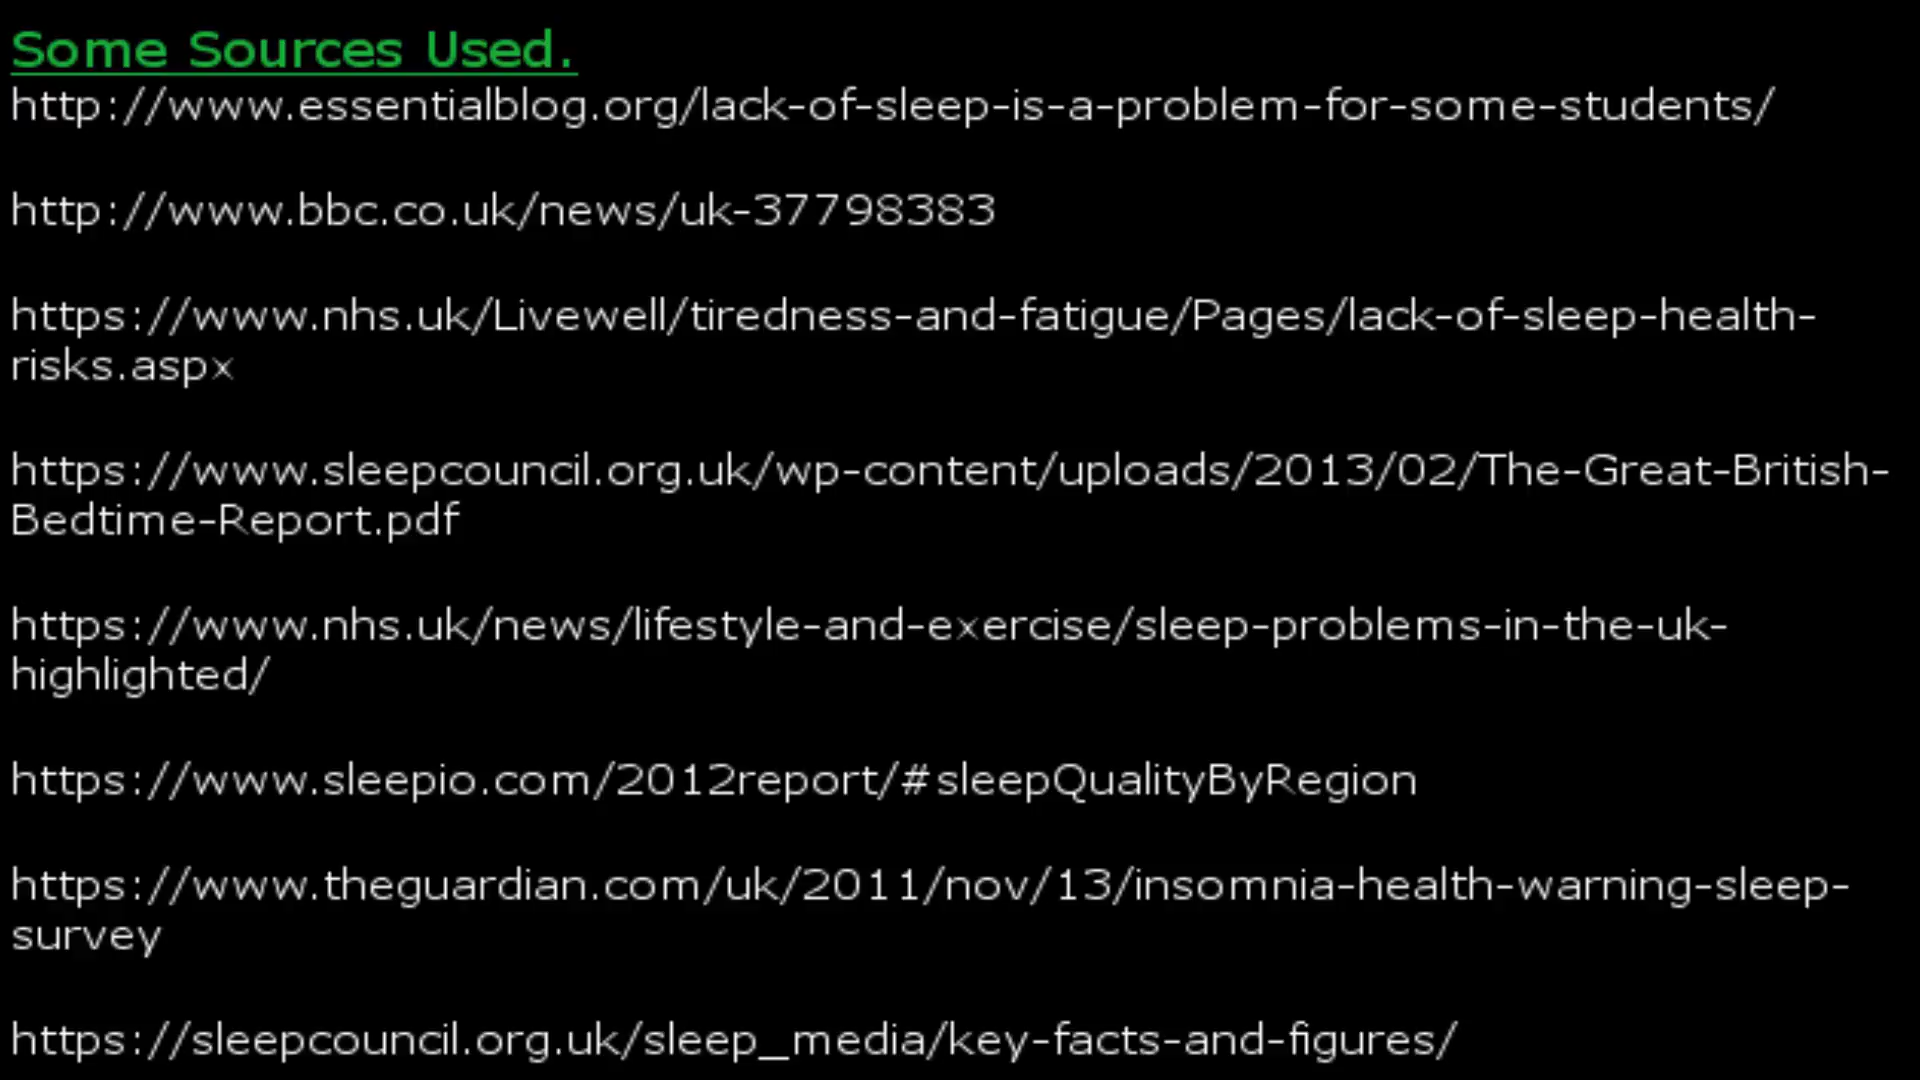 Some Sources Used.
http://www.essentialblog.org/lack-of-sleep-is-a-problem-for-some-students/
http://www.bbc.co.uk/news/uk-37798383
https://www.nhs.uk/Livewell/tiredness-and-fatigue/Pages/lack-of-sleep-health-
risks.aspx
https://www.sleepcouncil.org.uk/wp-content/uploads/2013/02/The-Great-British-
Bedtime-Report.pdf
https://www.nhs.uk/news/lifestyle-and-exercise/sleep-problems-in-the-uk-
highlighted/
https://www.sleepio.com/2012report/#sleepQualityByRegion
https://www.theguardian.com/uk/2011/nov/13/insomnia-health-warning-sleep-
survey
https://sleepcouncil.org.uk/sleep_media/key-facts-and-figures/